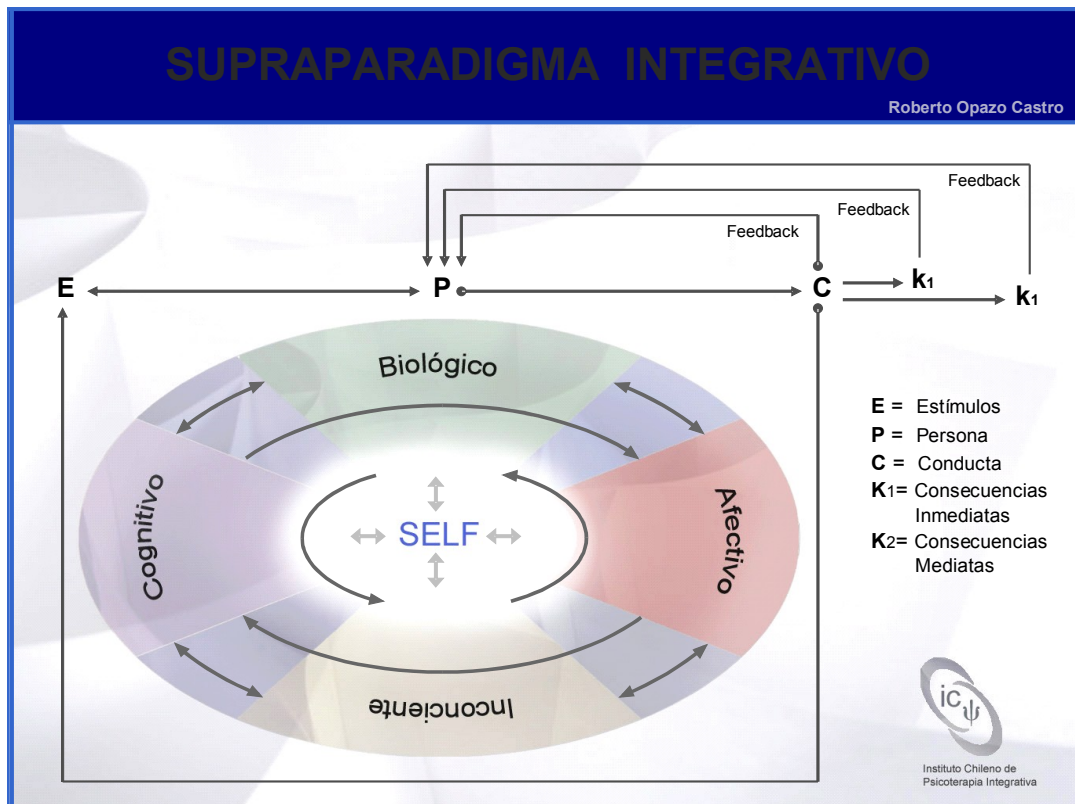 SUPRAPARADIGMA INTEGRATIVO
Roberto Opazo Castro
Feedback
Feedback
Feedback
E
P
C
k1
k1
Biológico
Cognitivo
SELF
Afectivo
Inconciente
E = Estímulos
P = Persona
C = Conducta
K1= Consecuencias
Inmediatas
K2= Consecuencias
Mediatas
ic ψ
Instituto Chileno de
Psicoterapia Integrativa